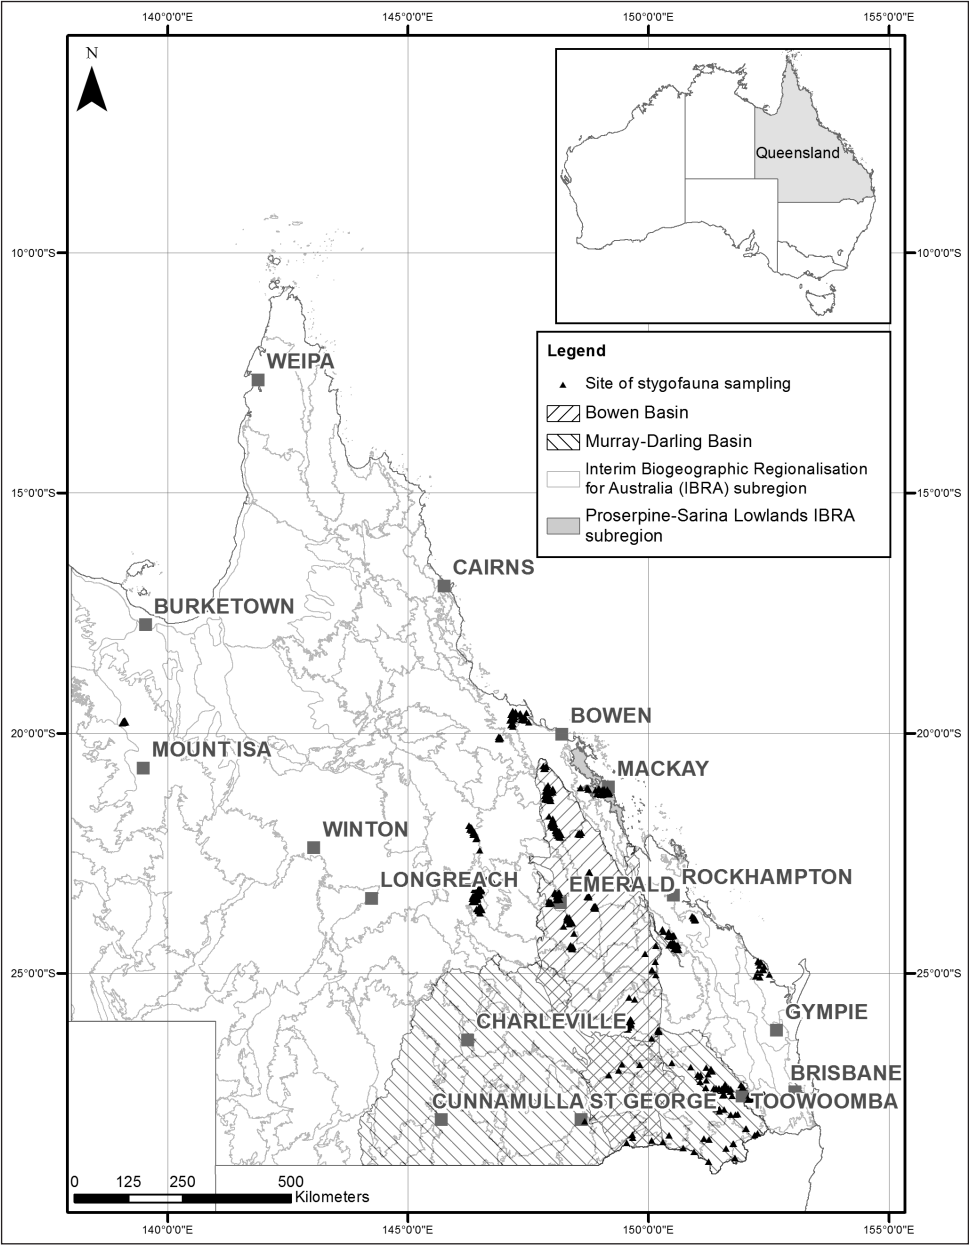 140°0'0"E 145°0'0"E 150°0'0"E 155°0'0"E
N
Queensland
10°0'0"S 10°0'0"S
Legend
Site of stygofauna sampling
Bowen Basin
Murray-Darling Basin
Interim Biogeographic Regionalisation
for Australia (IBRA) subregion
Proserpine-Sarina Lowlands IBRA
subregion
WEIPA
15°0'0"S 15°0'0"S
CAIRNS
BURKETOWN
BOWEN
20°0'0"S 20°0'0"S
MOUNT ISA
MACKAY
WINTON
LONGREACH
EMERALD
ROCKHAMPTON
25°0'0"S 25°0'0"S
GYMPIE
CHARLEVILLE
BRISBANE
CUNNAMULLA ST GEORGE TOOWOOMBA
0 125 250 500
Kilometers
140°0'0"E 145°0'0"E 150°0'0"E 155°0'0"E